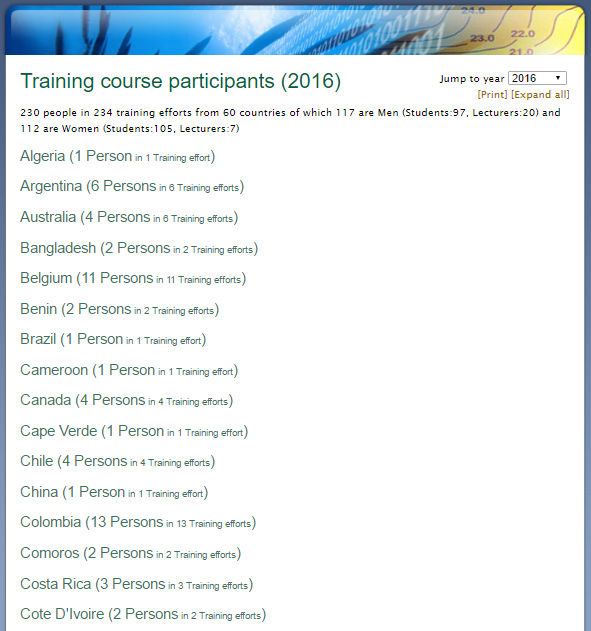 24.0
010100100111
23.0
22.0
21.0
Training course participants (2016)
Jump to year 2016
[Print] [Expand all]
230 people in 234 training efforts from 60 countries of which 117 are Men (Students:97, Lecturers:20) and
112 are Women (Students:105, Lecturers:7)
Algeria (1 Person in 1 Training effort)
Argentina (6 Persons in 6 Training efforts)
Australia (4 Persons in 6 Training efforts)
Bangladesh (2 Persons in 2 Training efforts)
Belgium (11 Persons in 11 Training efforts)
Benin (2 Persons in 2 Training efforts)
Brazil (1 Person in 1 Training effort)
Cameroon (1 Person in 1 Training effort)
Canada (4 Persons in 4 Training efforts)
Cape Verde (1 Person in 1 Training effort)
Chile (4 Persons in 4 Training efforts)
China (1 Person in 1 Training effort)
Colombia (13 Persons in 13 Training efforts)
Comoros (2 Persons in 2 Training efforts)
Costa Rica (3 Persons in 3 Training efforts)
Cote D'Ivoire (2 Persons in 2 Training efforts)